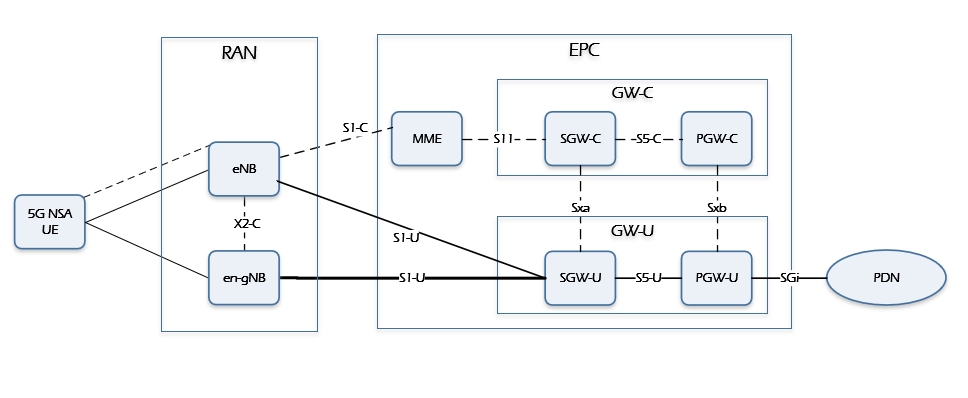 RAN
EPC
GW-C
S1-C
MME
S11
SGW-C
S5-C
PGW-C
eNB
5G NSA
UE
X2-C
Sxa
Sxb
GW-U
S1-U
en-gNB
S1-U
SGW-U
S5-U
PGW-U
SGi
PDN